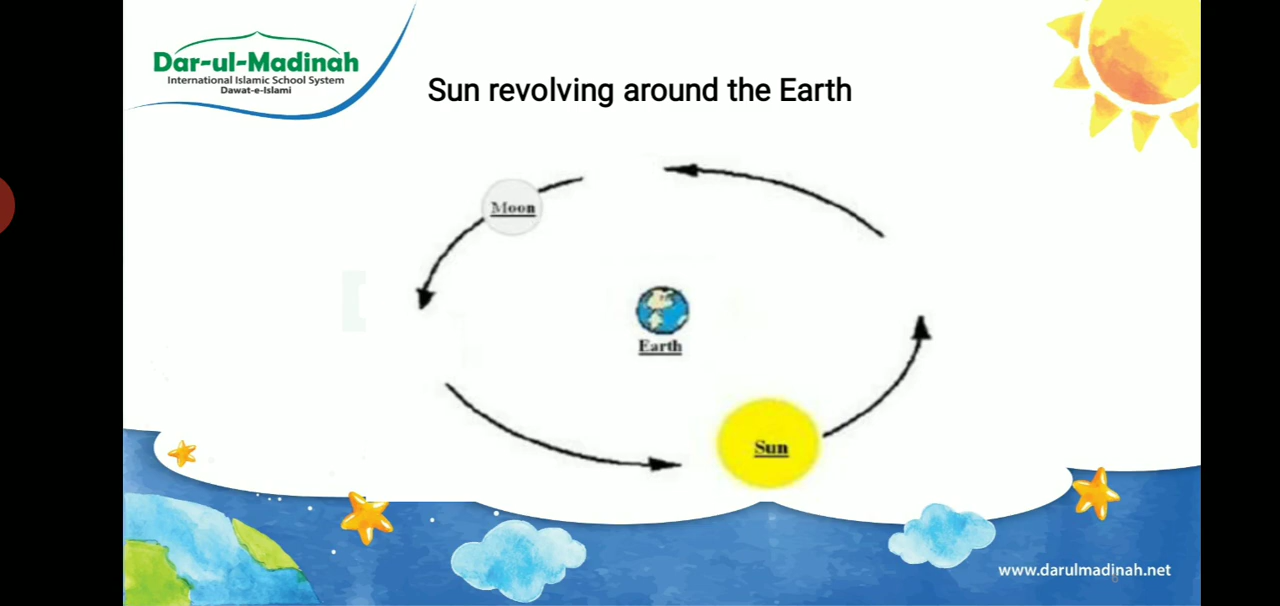 Dar-ul-Madinah
International Islamic School System
Dawat-e-Islami
Sun revolving around the Earth
Moon
Earth
Sun
www.darulmadinah.net